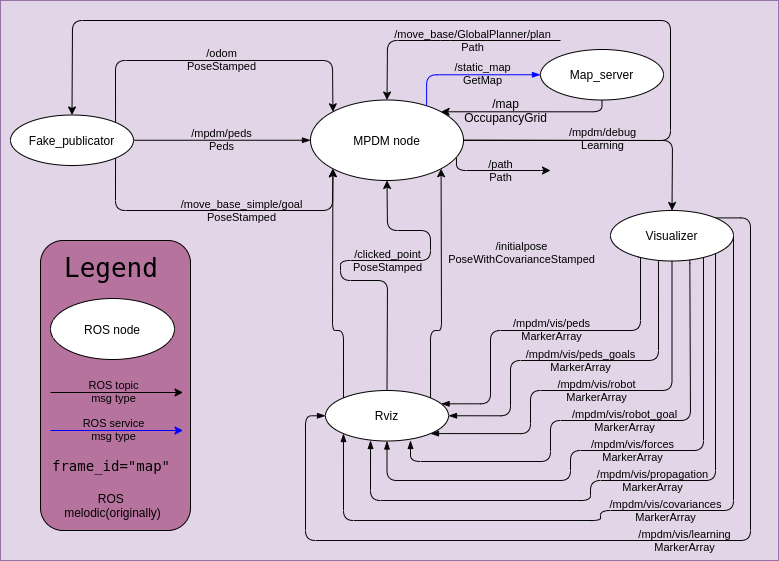 /move_base/GlobalPlanner/plan
Path
/odom
PoseStamped
/static_map
GetMap
Map_server
/map
OccupancyGrid
Fake_publicator
/mpdm/peds
Peds
MPDM node
/mpdm/debug
Learning
/path
Path
/move_base_simple/goal
PoseStamped
Visualizer
/clicked_point
PoseStamped
/initialpose
PoseWithCovarianceStamped
Legend
ROS node
ROS topic
msg type
ROS service
msg type
frame_id="map"
ROS
melodic(originally)
Rviz
/mpdm/vis/peds
MarkerArray
/mpdm/vis/peds_goals
MarkerArray
/mpdm/vis/robot
MarkerArray
/mpdm/vis/robot_goal
MarkerArray
/mpdm/vis/forces
MarkerArray
/mpdm/vis/propagation
MarkerArray
/mpdm/vis/covariances
MarkerArray
/mpdm/vis/learning
MarkerArray